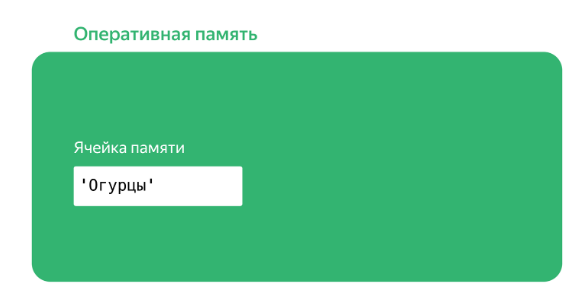 Оперативная память
Ячейка памяти
'Огурцы'